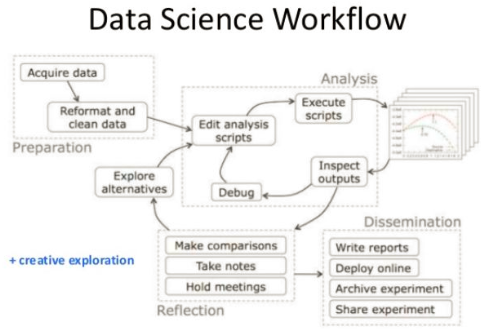 Data Science Workflow
Acquire data
Reformat and
clean data
Preparation
Analysis
Edit analysis
scripts
Execute
scripts
Inspect
outputs
Debug
Explore
alternatives
+ creative exploration
Make comparisons
Take notes
Hold meetings
Reflection
Dissemination
Write reports
Deploy online
Archive experiment
Share experiment